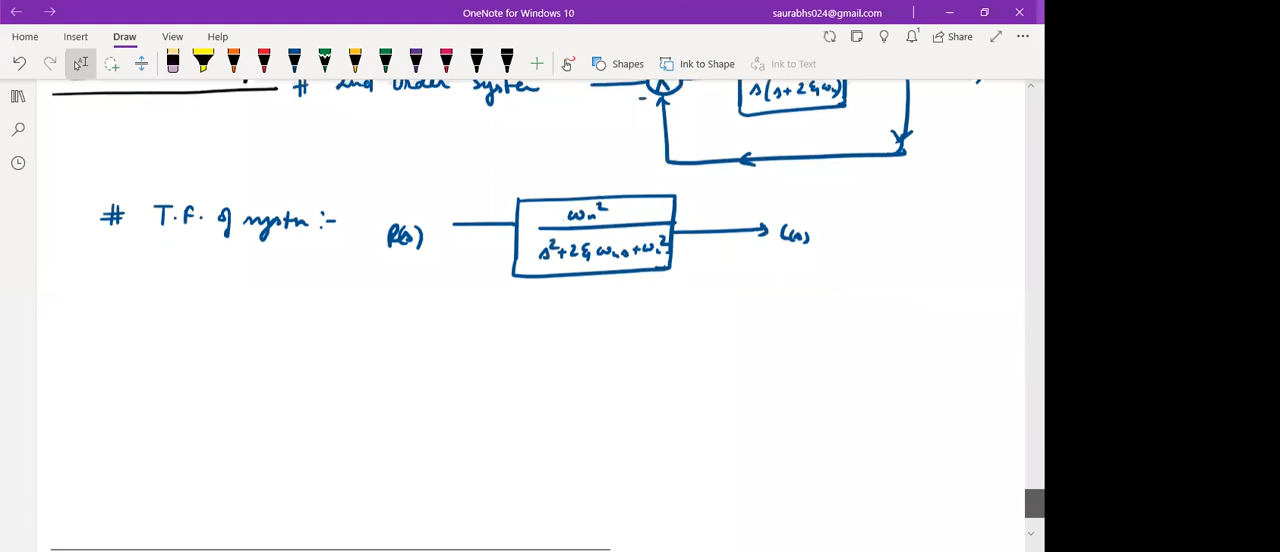 OneNote for Windows 10
saurabhs024@gmail.com
Home Insert Draw View Help
Share
Shapes Ink to Shape Ink to Text
# 2nd order system
s(s+2ξωn)
-
# T.F. of system :-
R(s)
ωn²
s²+2ξωns+ωn²
C(s)